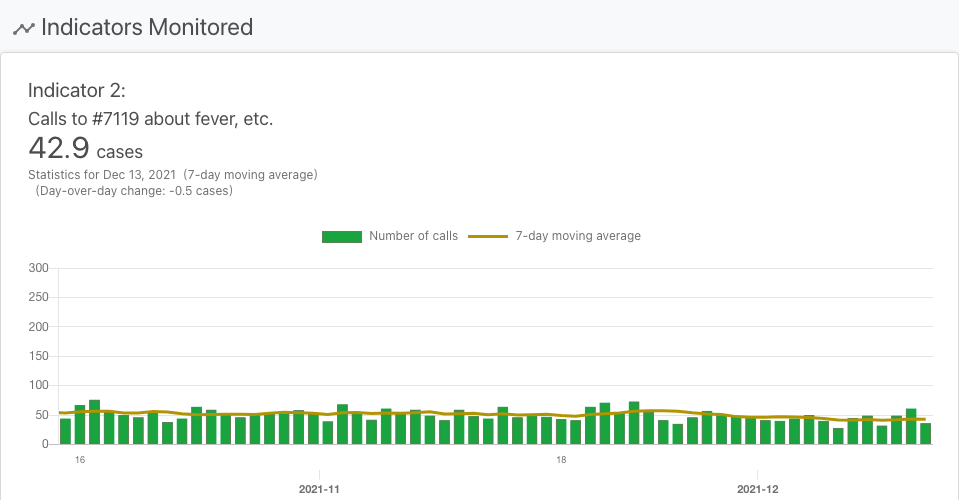 Indicators Monitored
Indicator 2:
Calls to #7119 about fever, etc.
42.9 cases
Statistics for Dec 13, 2021 (7-day moving average)
(Day-over-day change: -0.5 cases)
Number of calls 7-day moving average
300
250
200
150
100
50
0
16 18
2021-11 2021-12